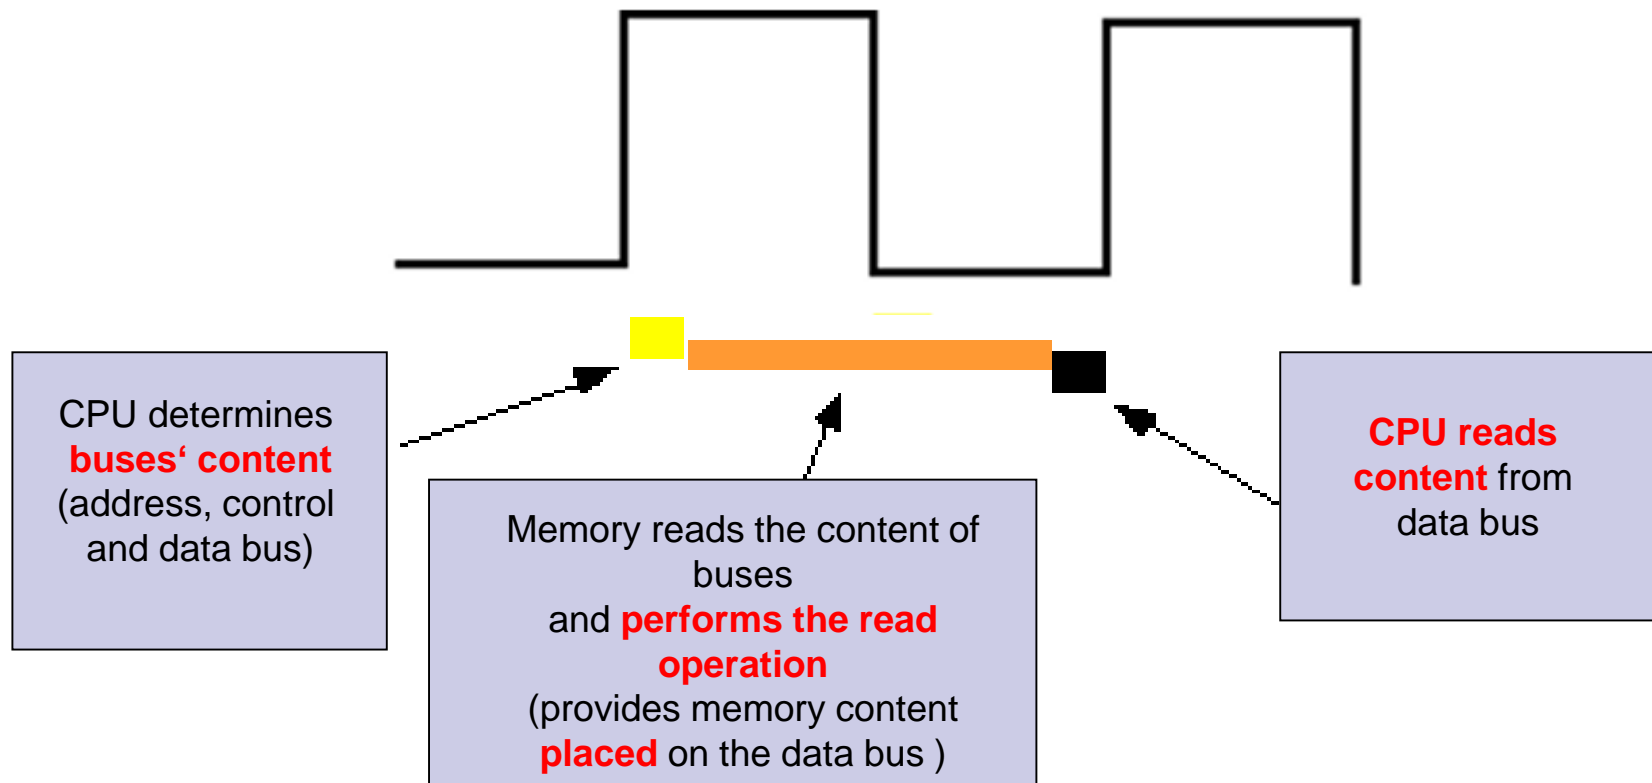 CPU determines
buses‘ content
(address, control
and data bus)
Memory reads the content of
buses
and performs the read
operation
(provides memory content
placed on the data bus )
CPU reads
content from
data bus